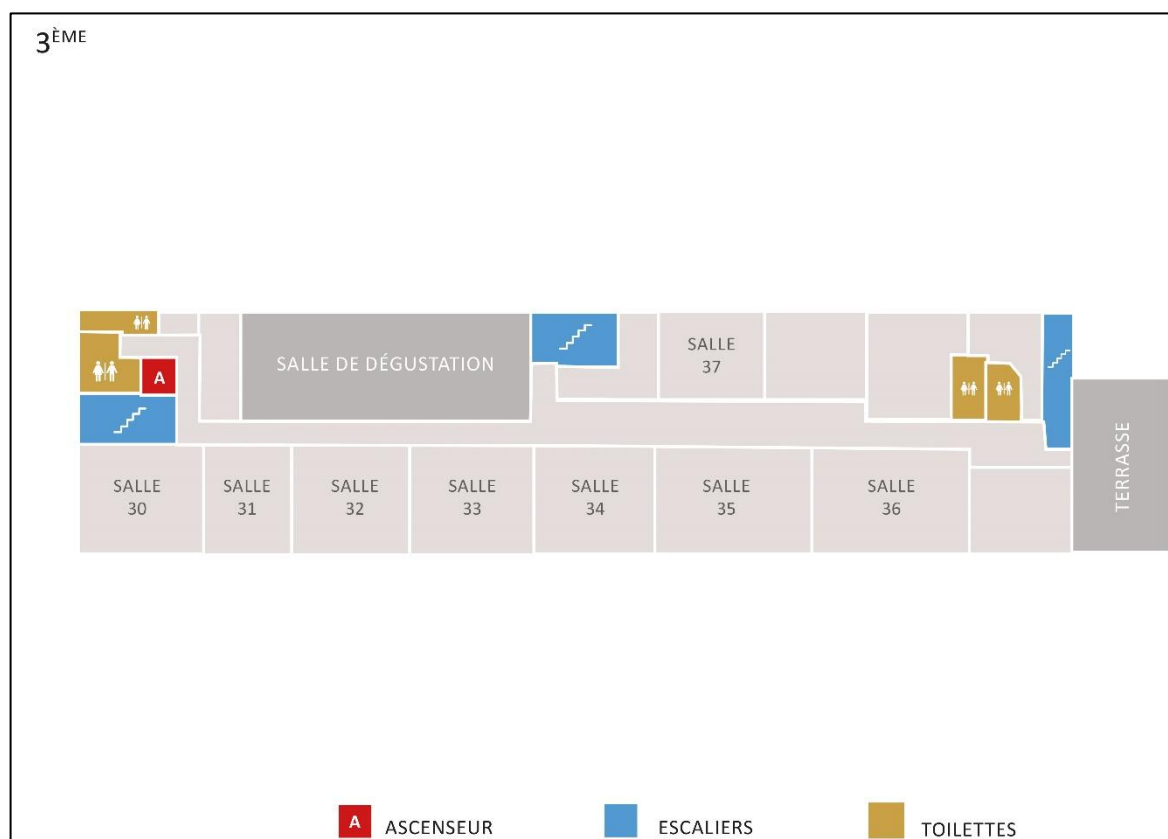 3ÈME
SALLE DE DÉGUSTATION
SALLE
37
A
TERRASSE
SALLE
30
SALLE
31
SALLE
32
SALLE
33
SALLE
34
SALLE
35
SALLE
36
A ASCENSEUR
ESCALIERS
TOILETTES